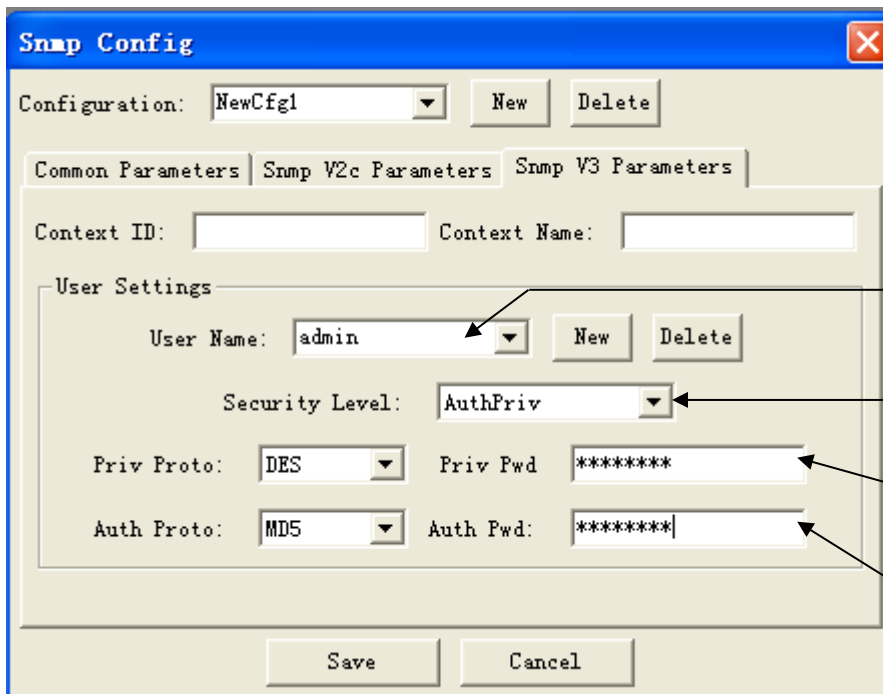 Snmp Config
Configuration: NewCfg1 New Delete
Common Parameters Snmp V2c Parameters Snmp V3 Parameters
Context ID: Context Name:
User Settings
User Name: admin New Delete
Security Level: AuthPriv
Priv Proto: DES Priv Pwd ********
Auth Proto: MD5 Auth Pwd: ********
Save Cancel